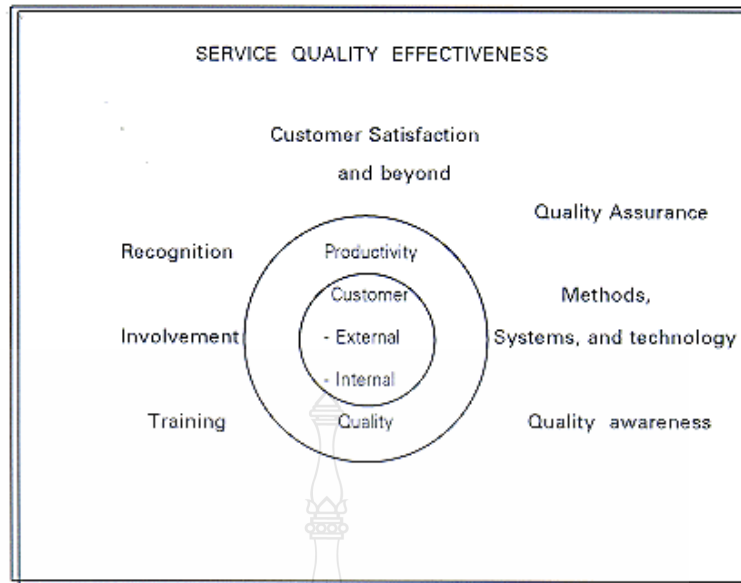 SERVICE QUALITY EFFECTIVENESS
Customer Satisfaction
and beyond
Quality Assurance
Recognition
Productivity
Customer
Methods,
Involvement
- External
Systems, and technology
- Internal
Training
Quality
Quality awareness